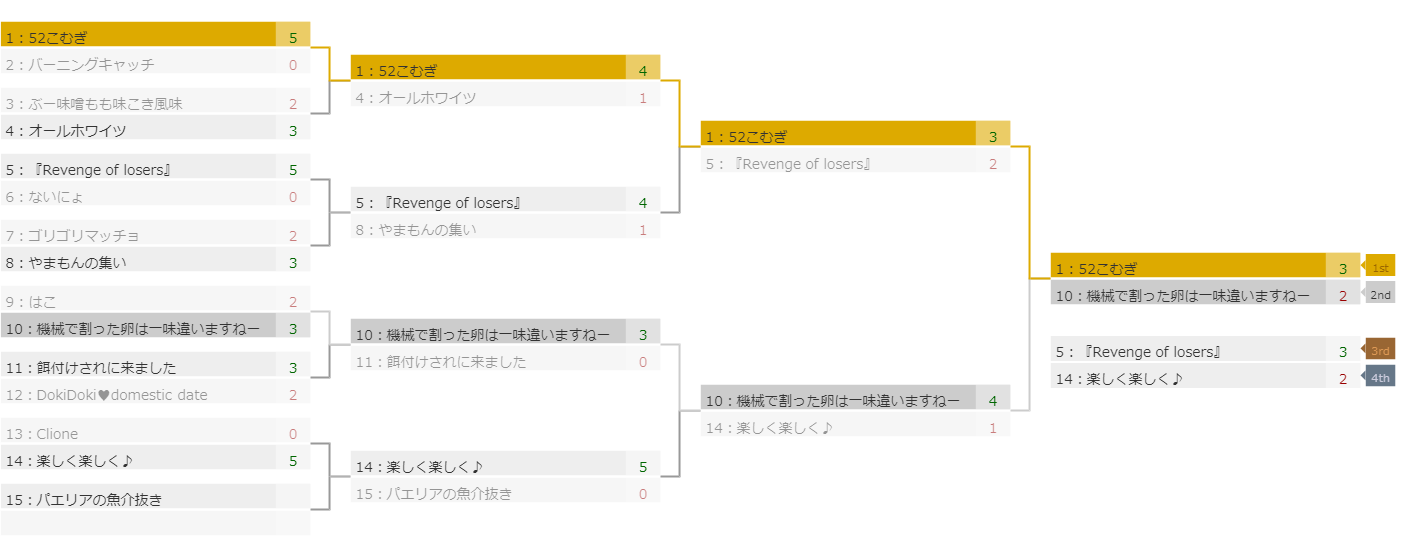 1：52こむぎ 5
2：バーニングキャッチ 0
3：ぶー味噌もも味こき風味 2
4：オールホワイツ 3
5：『Revenge of losers』 5
6：ないにょ 0
7：ゴリゴリマッチョ 2
8：やまもんの集い 3
9：はこ 2
10：機械で割った卵は一味違いますねー 3
11：餌付けされに来ました 3
12：DokiDoki♥domestic date 2
13：Clione 0
14：楽しく楽しく♪ 5
15：パエリアの魚介抜き
1：52こむぎ 4
4：オールホワイツ 1
5：『Revenge of losers』 4
8：やまもんの集い 1
10：機械で割った卵は一味違いますねー 3
11：餌付けされに来ました 0
14：楽しく楽しく♪ 5
15：パエリアの魚介抜き 0
1：52こむぎ 3
5：『Revenge of losers』 2
10：機械で割った卵は一味違いますねー 4
14：楽しく楽しく♪ 1
1：52こむぎ 3 1st
10：機械で割った卵は一味違いますねー 2 2nd
5：『Revenge of losers』 3 3rd
14：楽しく楽しく♪ 2 4th